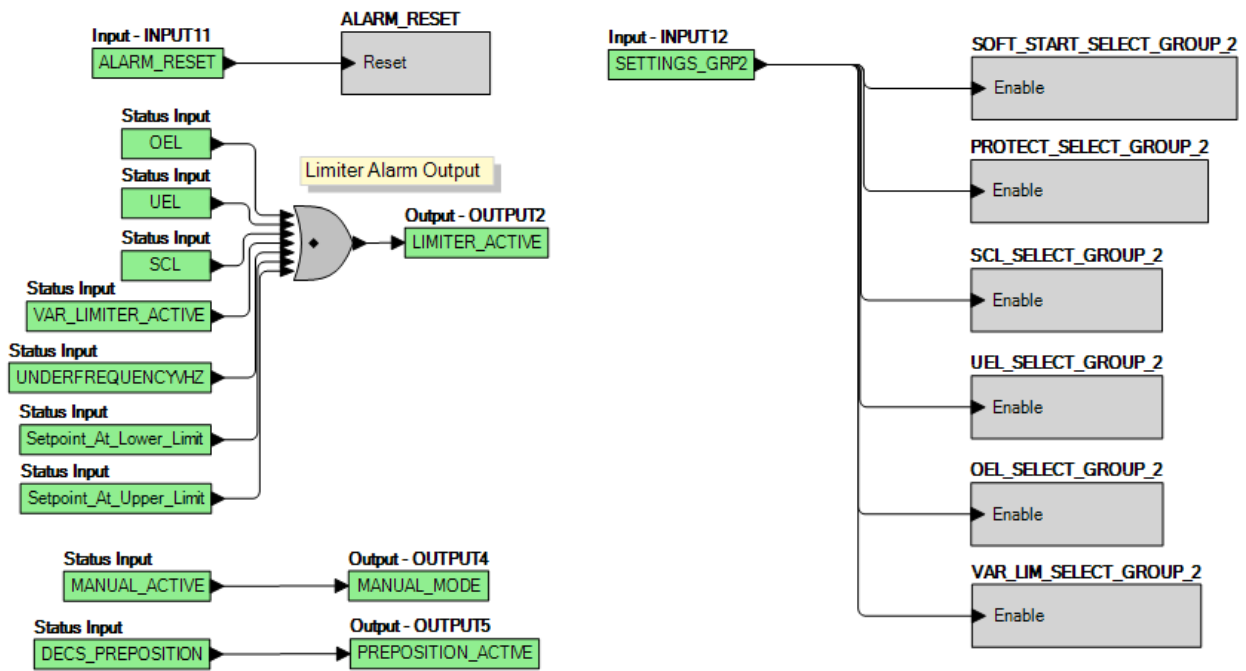 ALARM_RESET
Input - INPUT11
ALARM_RESET
Reset
Status Input
OEL
Status Input
UEL
Status Input
SCL
Status Input
VAR_LIMITER_ACTIVE
Status Input
UNDERFREQUENCYVHZ
Status Input
Setpoint_At_Lower_Limit
Status Input
Setpoint_At_Upper_Limit
Limiter Alarm Output
Output - OUTPUT2
LIMITER_ACTIVE
Status Input
MANUAL_ACTIVE
Output - OUTPUT4
MANUAL_MODE
Status Input
DECS_PREPOSITION
Output - OUTPUT5
PREPOSITION_ACTIVE
Input - INPUT12
SETTINGS_GRP2
SOFT_START_SELECT_GROUP_2
Enable
PROTECT_SELECT_GROUP_2
Enable
SCL_SELECT_GROUP_2
Enable
UEL_SELECT_GROUP_2
Enable
OEL_SELECT_GROUP_2
Enable
VAR_LIM_SELECT_GROUP_2
Enable